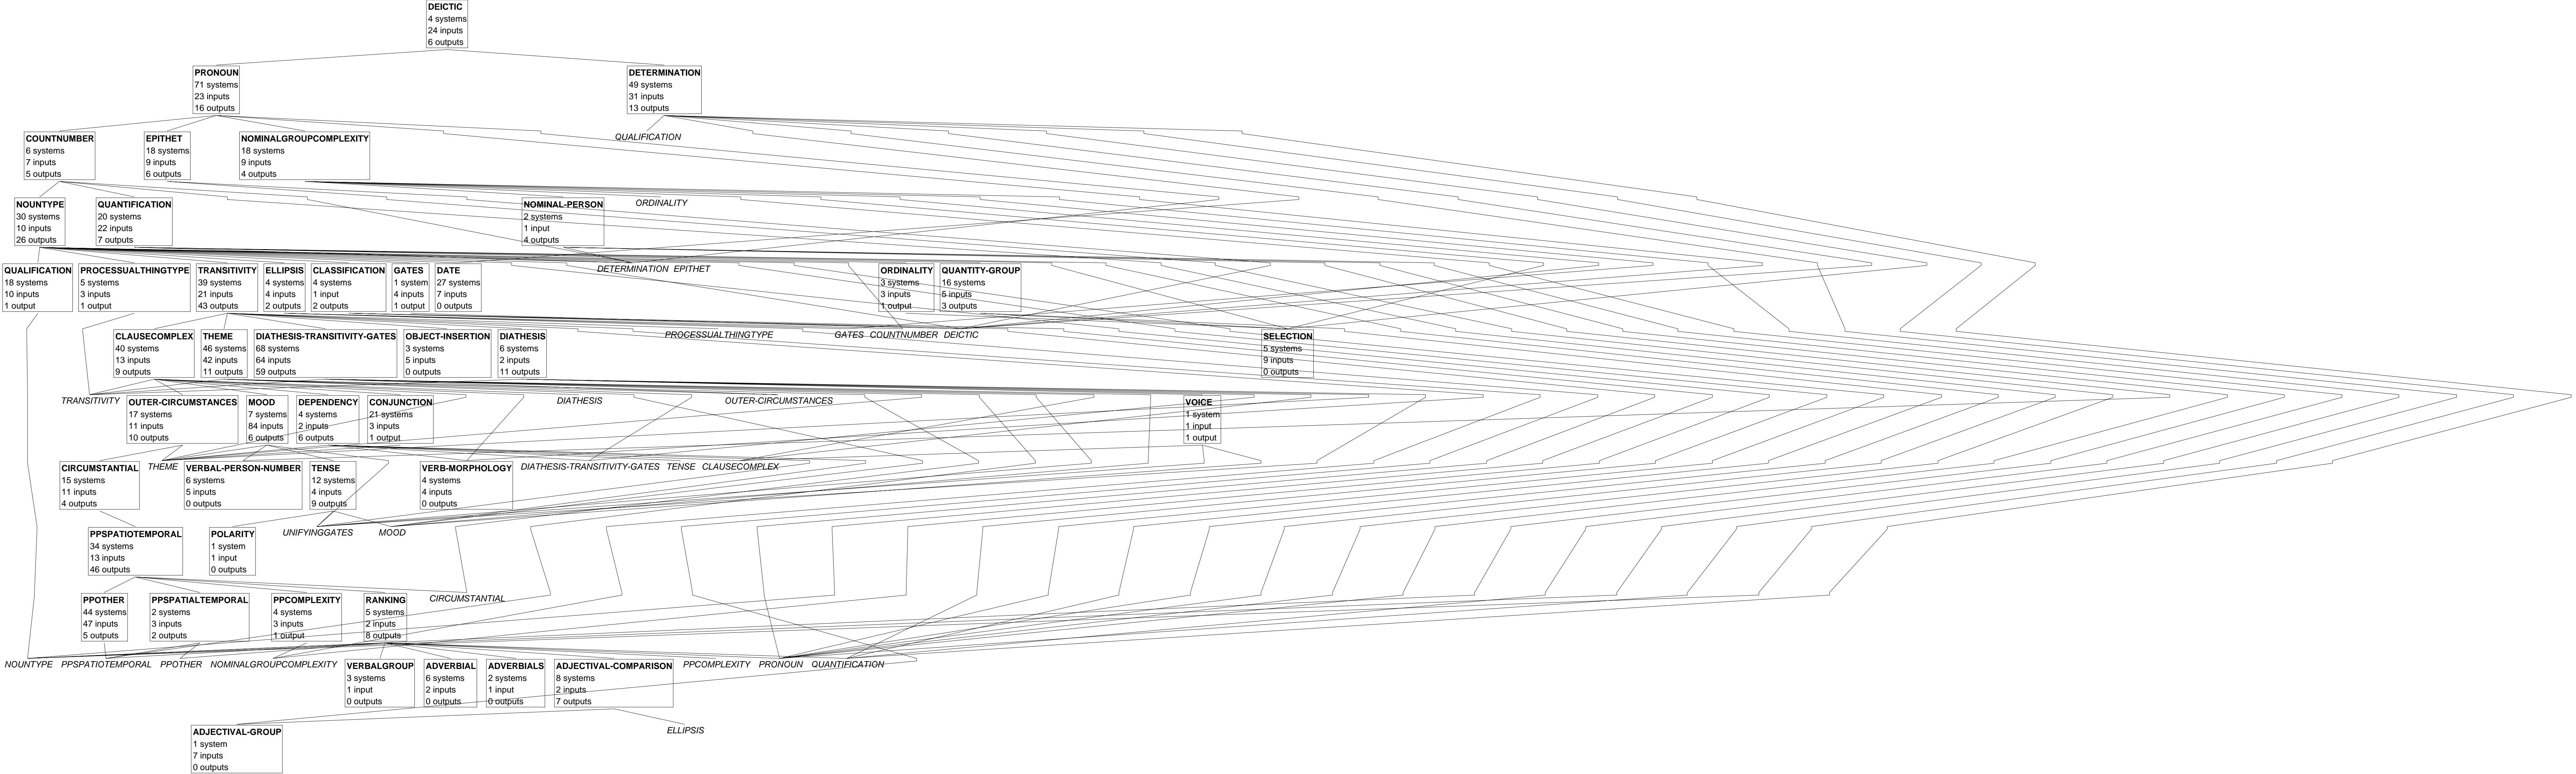 DEICTIC
4 systems
24 inputs
6 outputs
PRONOUN
71 systems
23 inputs
16 outputs
DETERMINATION
49 systems
31 inputs
13 outputs
COUNTNUMBER
6 systems
7 inputs
5 outputs
EPITHET
18 systems
9 inputs
6 outputs
NOMINALGROUPCOMPLEXITY
18 systems
9 inputs
4 outputs
QUALIFICATION
NOUNTYPE
30 systems
10 inputs
26 outputs
QUANTIFICATION
20 systems
22 inputs
7 outputs
NOMINAL-PERSON
2 systems
1 input
4 outputs
ORDINALITY
QUALIFICATION
18 systems
10 inputs
1 output
PROCESSUALTHINGTYPE
5 systems
3 inputs
1 output
TRANSITIVITY
39 systems
21 inputs
43 outputs
ELLIPSIS
4 systems
4 inputs
2 outputs
CLASSIFICATION
4 systems
1 input
2 outputs
GATES
1 system
4 inputs
1 output
DATE
27 systems
7 inputs
0 outputs
DETERMINATION
EPITHET
ORDINALITY
3 systems
3 inputs
1 output
QUANTITY-GROUP
16 systems
5 inputs
3 outputs
CLAUSECOMPLEX
40 systems
13 inputs
9 outputs
THEME
46 systems
42 inputs
11 outputs
DIATHESIS-TRANSITIVITY-GATES
68 systems
64 inputs
59 outputs
OBJECT-INSERTION
3 systems
5 inputs
0 outputs
DIATHESIS
6 systems
2 inputs
11 outputs
PROCESSUALTHINGTYPE
GATES
COUNTNUMBER
DEICTIC
SELECTION
5 systems
9 inputs
0 outputs
TRANSITIVITY
OUTER-CIRCUMSTANCES
17 systems
11 inputs
10 outputs
MOOD
7 systems
84 inputs
6 outputs
DEPENDENCY
4 systems
2 inputs
6 outputs
CONJUNCTION
21 systems
3 inputs
1 output
DIATHESIS
OUTER-CIRCUMSTANCES
VOICE
1 system
1 input
1 output
CIRCUMSTANTIAL
15 systems
11 inputs
4 outputs
THEME
VERBAL-PERSON-NUMBER
6 systems
5 inputs
0 outputs
TENSE
12 systems
4 inputs
9 outputs
VERB-MORPHOLOGY
4 systems
4 inputs
0 outputs
DIATHESIS-TRANSITIVITY-GATES
TENSE
CLAUSECOMPLEX
PPSPATIOTEMPORAL
34 systems
13 inputs
46 outputs
POLARITY
1 system
1 input
0 outputs
UNIFYINGGATES
MOOD
PPOTHER
44 systems
47 inputs
5 outputs
PPSPATIALTEMPORAL
2 systems
3 inputs
2 outputs
PPCOMPLEXITY
4 systems
3 inputs
1 output
RANKING
5 systems
2 inputs
8 outputs
CIRCUMSTANTIAL
NOUNTYPE
PPSPATIOTEMPORAL
PPOTHER
NOMINALGROUPCOMPLEXITY
VERBALGROUP
3 systems
1 input
0 outputs
ADVERBIAL
6 systems
2 inputs
0 outputs
ADVERBIALS
2 systems
1 input
0 outputs
ADJECTIVAL-COMPARISON
8 systems
2 inputs
7 outputs
PPCOMPLEXITY
PRONOUN
QUANTIFICATION
ADJECTIVAL-GROUP
1 system
7 inputs
0 outputs
ELLIPSIS